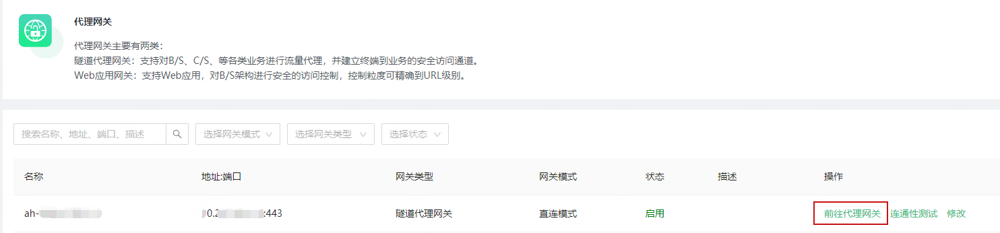 代理网关
代理网关主要有两类：
隧道代理网关：支持对B/S、C/S、等各类业务进行流量代理，并建立终端到业务的安全访问通道。
Web应用网关：支持Web应用，对B/S架构进行安全的访问控制，控制粒度可精确到URL级别。
搜索名称、地址、端口、描述 选择网关模式 选择网关类型 选择状态
名称 地址:端口 网关类型 网关模式 状态 描述 操作
ah- 0.2 :443 隧道代理网关 直连模式 启用 前往代理网关 连通性测试 修改